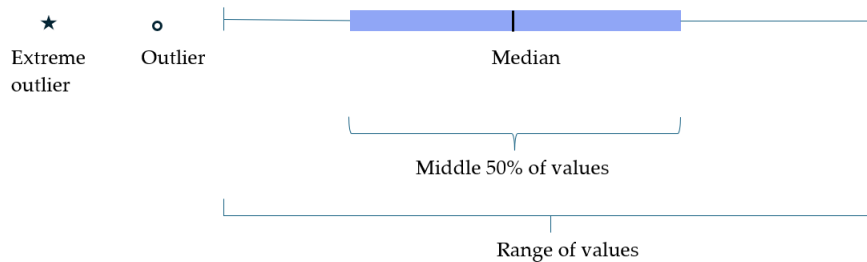 Extreme
outlier
Outlier
Median
Middle 50% of values
Range of values